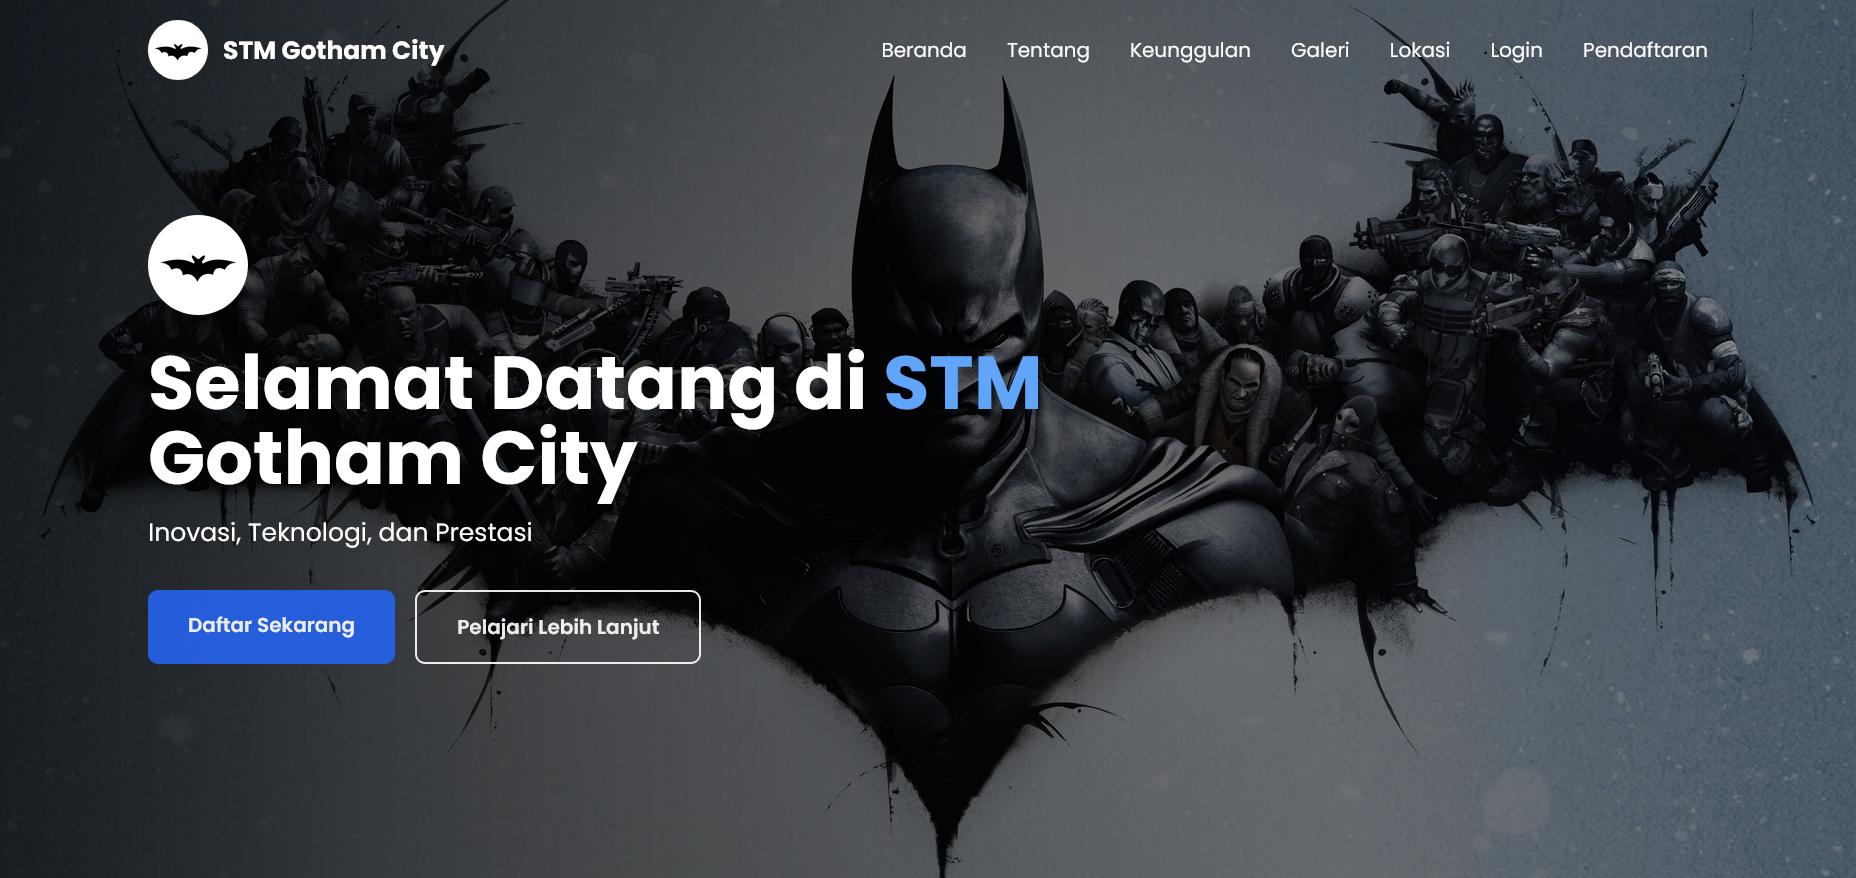 STM Gotham City
Beranda
Tentang
Keunggulan
Galeri
Lokasi
Login
Pendaftaran
Selamat Datang di STM
Gotham City
Inovasi, Teknologi, dan Prestasi
Daftar Sekarang
Pelajari Lebih Lanjut